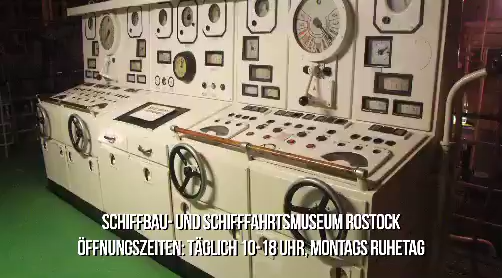 SCHIFFBAU- UND SCHIFFFAHRTSMUSEUM ROSTOCK
ÖFFNUNGSZEITEN: TÄGLICH 10-18 UHR, MONTAGS RUHETAG